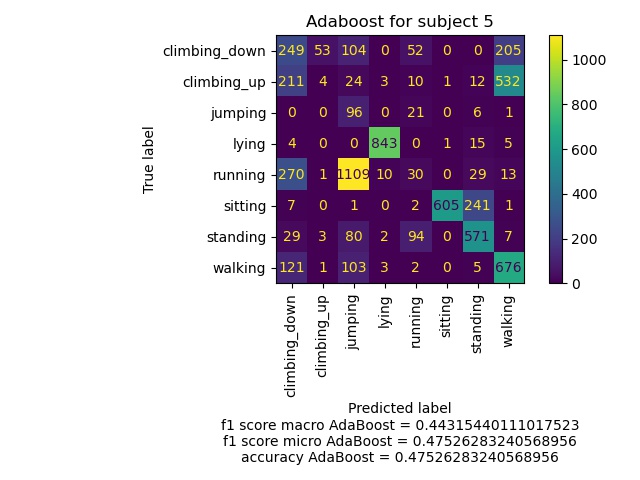 Adaboost for subject 5
True label
climbing_down 249 53 104 0 52 0 0 205
climbing_up 211 4 24 3 10 1 12 532
jumping 0 0 96 0 21 0 6 1
lying 4 0 0 843 0 1 15 5
running 270 1 1109 10 30 0 29 13
sitting 7 0 1 0 2 605 241 1
standing 29 3 80 2 94 0 571 7
walking 121 1 103 3 2 0 5 676
climbing_down climbing_up jumping lying running sitting standing walking
1000
800
600
400
200
0
Predicted label
f1 score macro AdaBoost = 0.44315440111017523
f1 score micro AdaBoost = 0.47526283240568956
accuracy AdaBoost = 0.47526283240568956